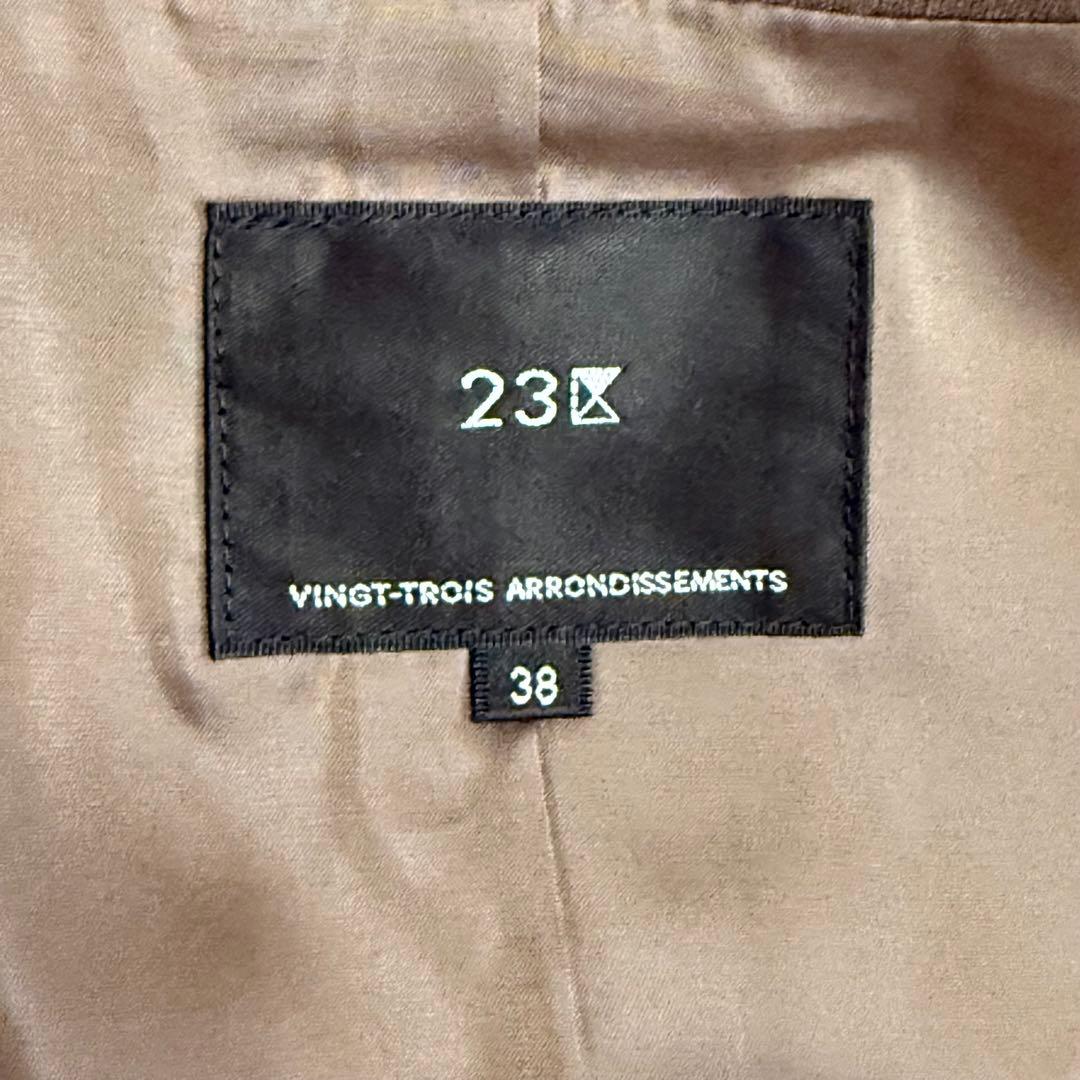 23区
VINGT-TROIS ARRONDISSEMENTS
38